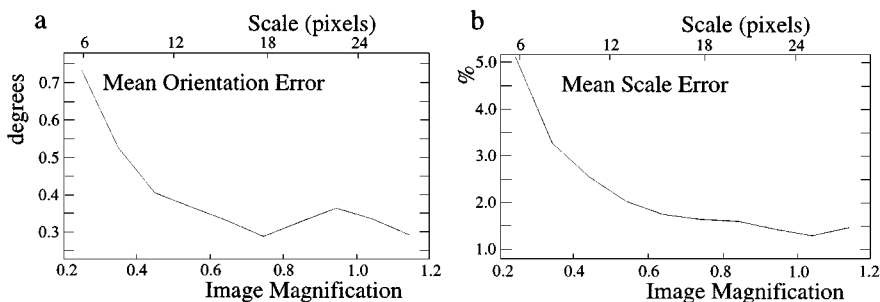 a
Scale (pixels)
6 12 18 24
degrees
0.7
0.6
0.5
0.4
0.3
Mean Orientation Error
0.2 0.4 0.6 0.8 1.0 1.2
Image Magnification
b
Scale (pixels)
6 12 18 24
%
5.0
4.0
3.0
2.0
1.0
Mean Scale Error
0.2 0.4 0.6 0.8 1.0 1.2
Image Magnification